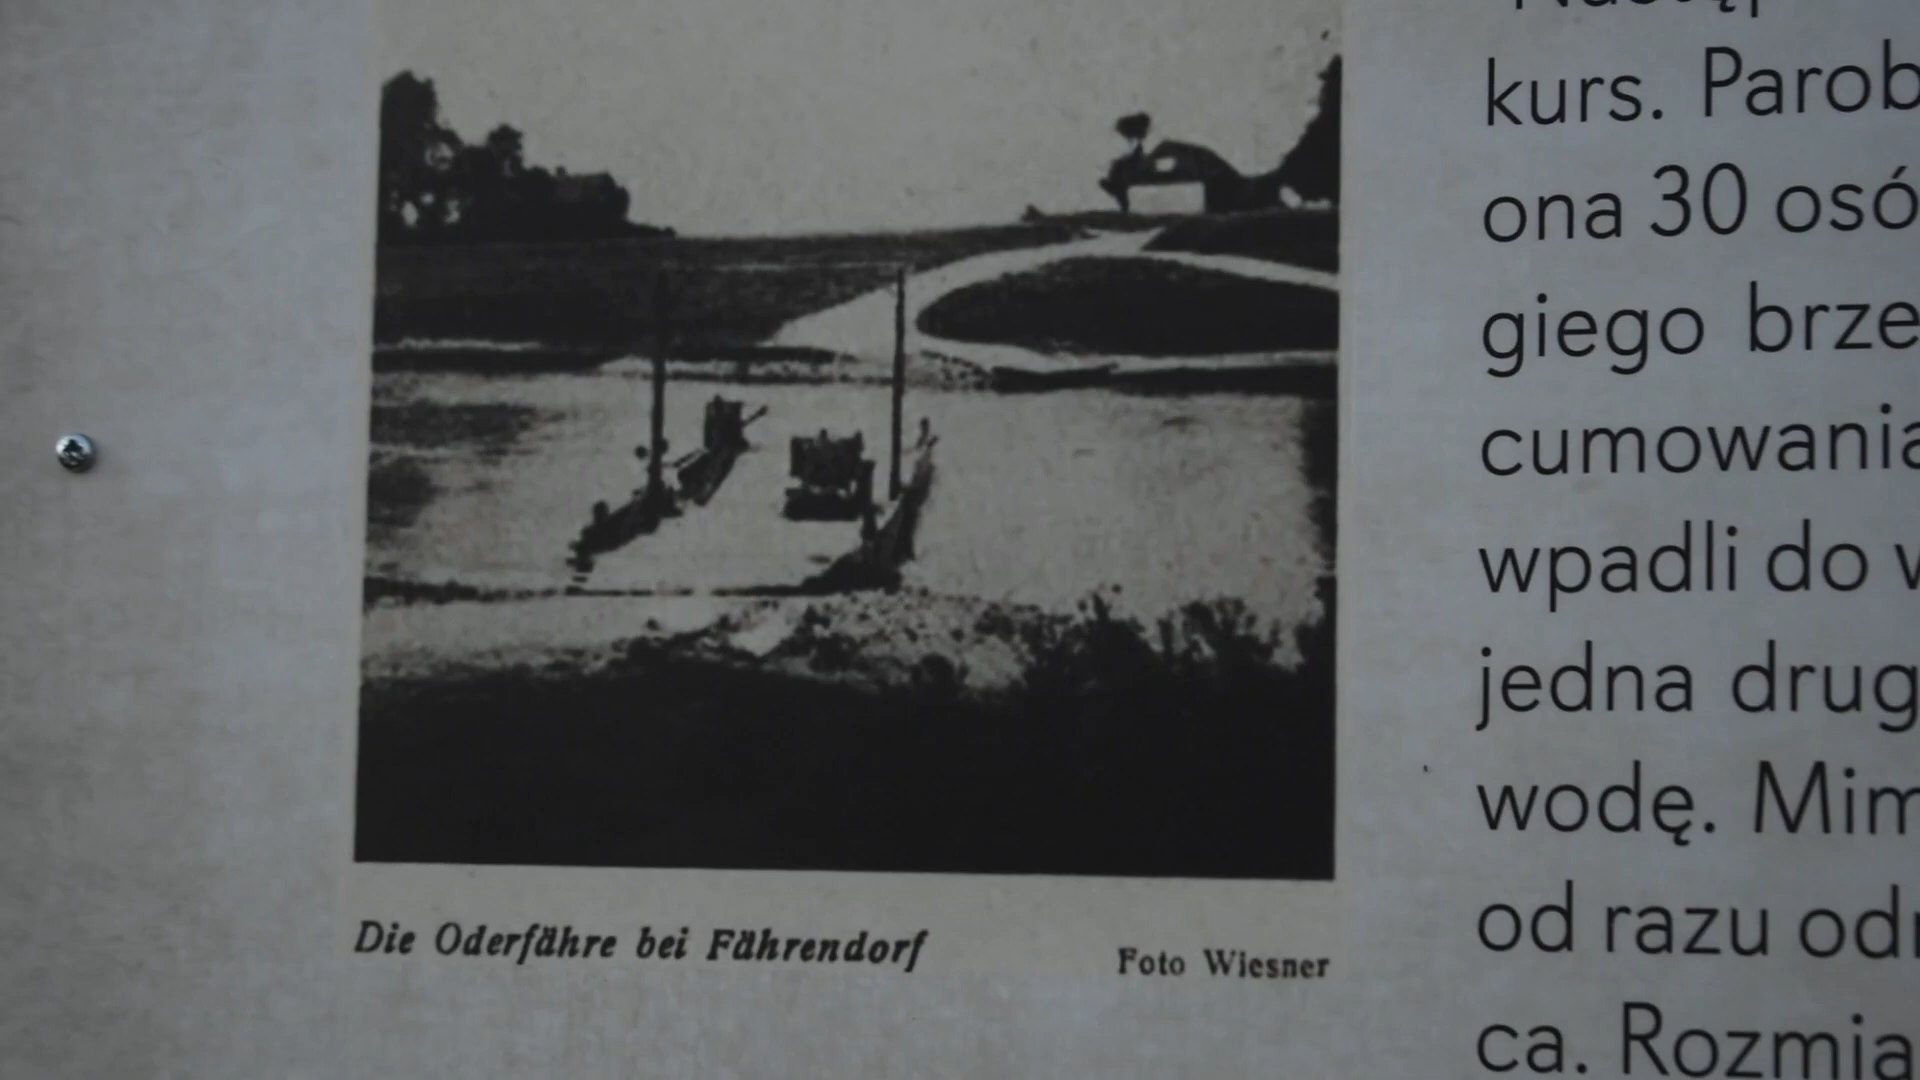 kurs. Parob
ona 30 osó
giego brze
cumowania
wpadli do w
jedna drug
wodę. Mim
od razu odr
ca. Rozmia
Die Oderfähre bei Fährendorf
Foto Wiesner